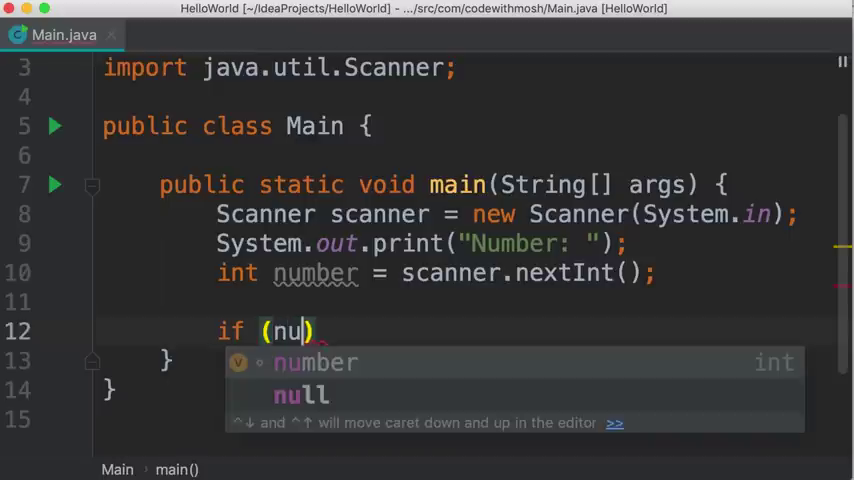 HelloWorld [~/IdeaProjects/HelloWorld] - .../src/com/codewithmosh/Main.java [HelloWorld]
Main.java
3 import java.util.Scanner;
4
5 public class Main {
6
7 public static void main(String[] args) {
8 Scanner scanner = new Scanner(System.in);
9 System.out.print("Number: ");
10 int number = scanner.nextInt();
11
12 if (nu)
number int
13 }
null
14 }
^↓ and ^↑ will move caret down and up in the editor >>
15
Main › main()